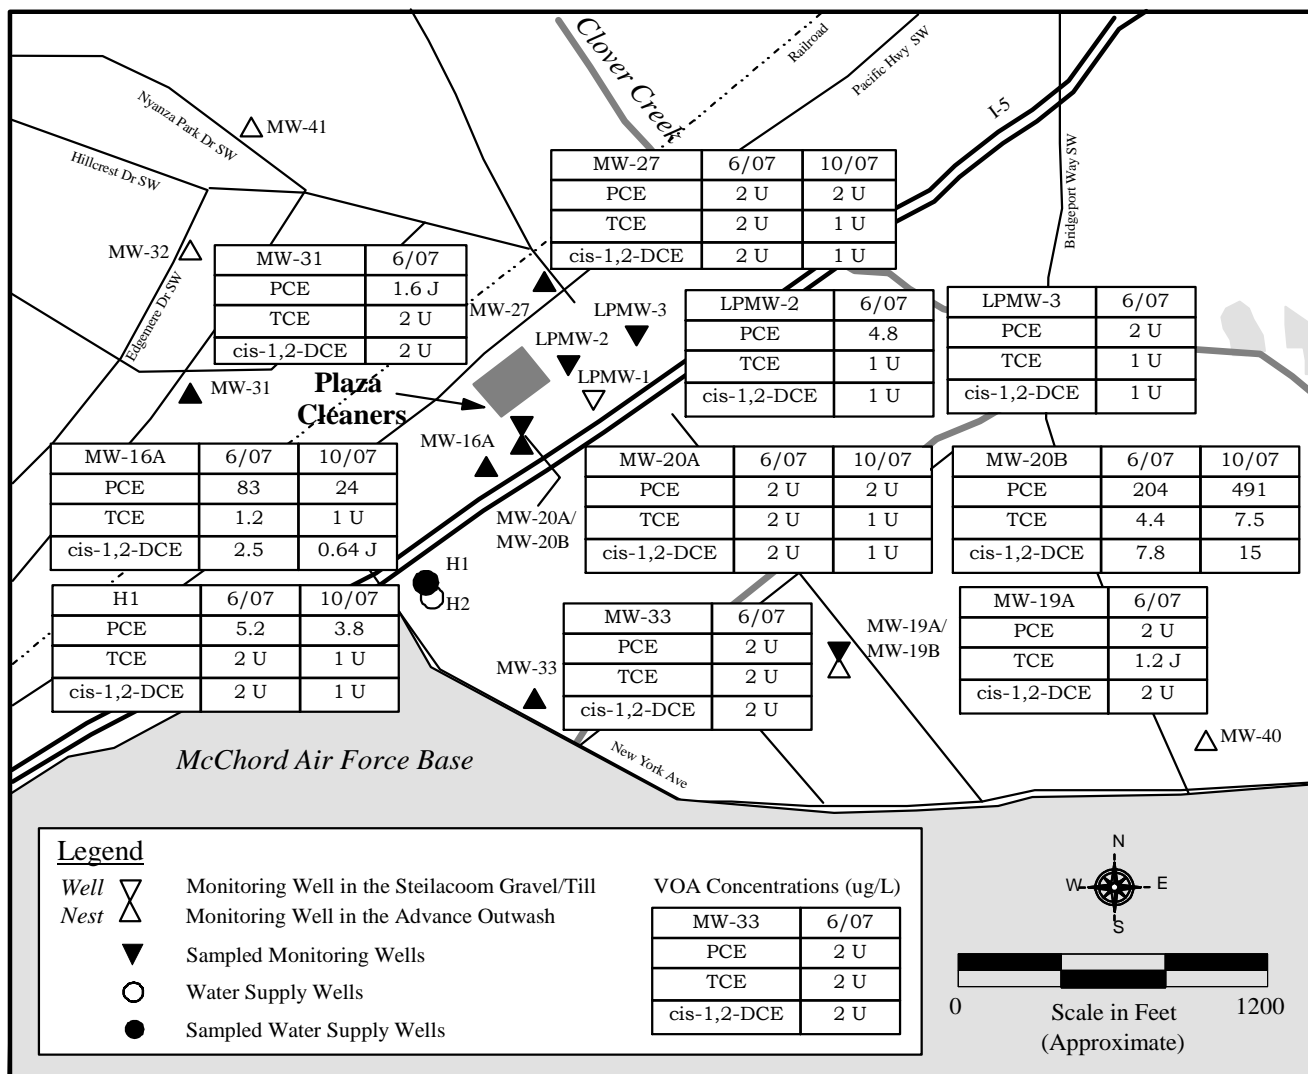 Clover Creek
Railroad
Pacific Hwy SW
I-5
Bridgeport Way SW
Nyanza Park Dr SW
MW-41
Hillcrest Dr SW
MW-32
Edgemere Dr SW
MW-27 6/07 10/07
PCE 2 U 2 U
TCE 2 U 1 U
cis-1,2-DCE 2 U 1 U
MW-31 6/07
PCE 1.6 J
TCE 2 U
cis-1,2-DCE 2 U
MW-27
LPMW-3
LPMW-2
LPMW-1
LPMW-2 6/07
PCE 4.8
TCE 1 U
cis-1,2-DCE 1 U
LPMW-3 6/07
PCE 2 U
TCE 1 U
cis-1,2-DCE 1 U
MW-31
Plaza
Cleaners
MW-16A
MW-16A 6/07 10/07
PCE 83 24
TCE 1.2 1 U
cis-1,2-DCE 2.5 0.64 J
MW-20A/
MW-20B
MW-20A 6/07 10/07
PCE 2 U 2 U
TCE 2 U 1 U
cis-1,2-DCE 2 U 1 U
MW-20B 6/07 10/07
PCE 204 491
TCE 4.4 7.5
cis-1,2-DCE 7.8 15
H1
H2
H1 6/07 10/07
PCE 5.2 3.8
TCE 2 U 1 U
cis-1,2-DCE 2 U 1 U
MW-33
MW-33 6/07
PCE 2 U
TCE 2 U
cis-1,2-DCE 2 U
MW-19A/
MW-19B
MW-19A 6/07
PCE 2 U
TCE 1.2 J
cis-1,2-DCE 2 U
MW-40
New York Ave
McChord Air Force Base
Legend
Well Monitoring Well in the Steilacoom Gravel/Till
Nest Monitoring Well in the Advance Outwash
Sampled Monitoring Wells
Water Supply Wells
Sampled Water Supply Wells
VOA Concentrations (ug/L)
MW-33 6/07
PCE 2 U
TCE 2 U
cis-1,2-DCE 2 U
N
W E
S
0 1200
Scale in Feet
(Approximate)